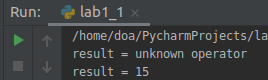 Run: lab1_1
/home/doa/PycharmProjects/la
result = unknown operator
result = 15